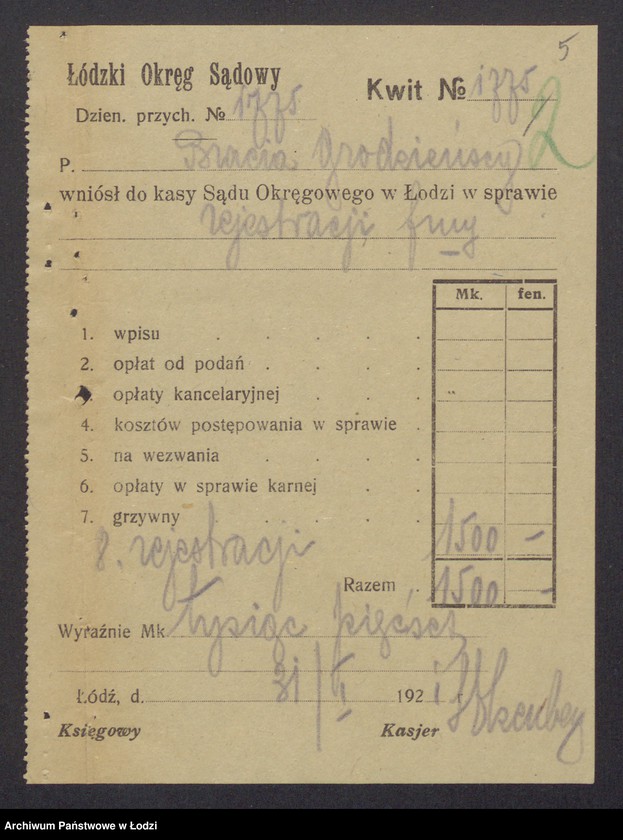 5
Łódzki Okręg Sądowy
Kwit № 1775
Dzien. przych. № 1775
2
P. Bracia Grodzieńscy
wniósł do kasy Sądu Okręgowego w Łodzi w sprawie
rejestracji firmy
Mk. fen.
1. wpisu
2. opłat od podań
opłaty kancelaryjnej
4. kosztów postępowania w sprawie
5. na wezwania
6. opłaty w sprawie karnej
7. grzywny
8. rejestracji 1500 —
Razem 1500 —
Wyraźnie Mk tysiąc pięćset
Łódź, d. 31/I 1921 r.
Księgowy Kasjer
Archiwum Państwowe w Łodzi